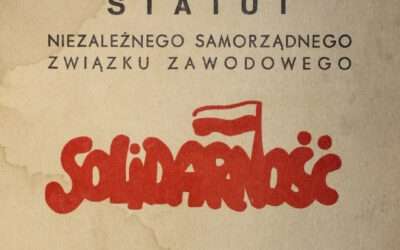 STATUT
NIEZALEŻNEGO SAMORZĄDNEGO
ZWIĄZKU ZAWODOWEGO
SOLIDARNOŚĆ